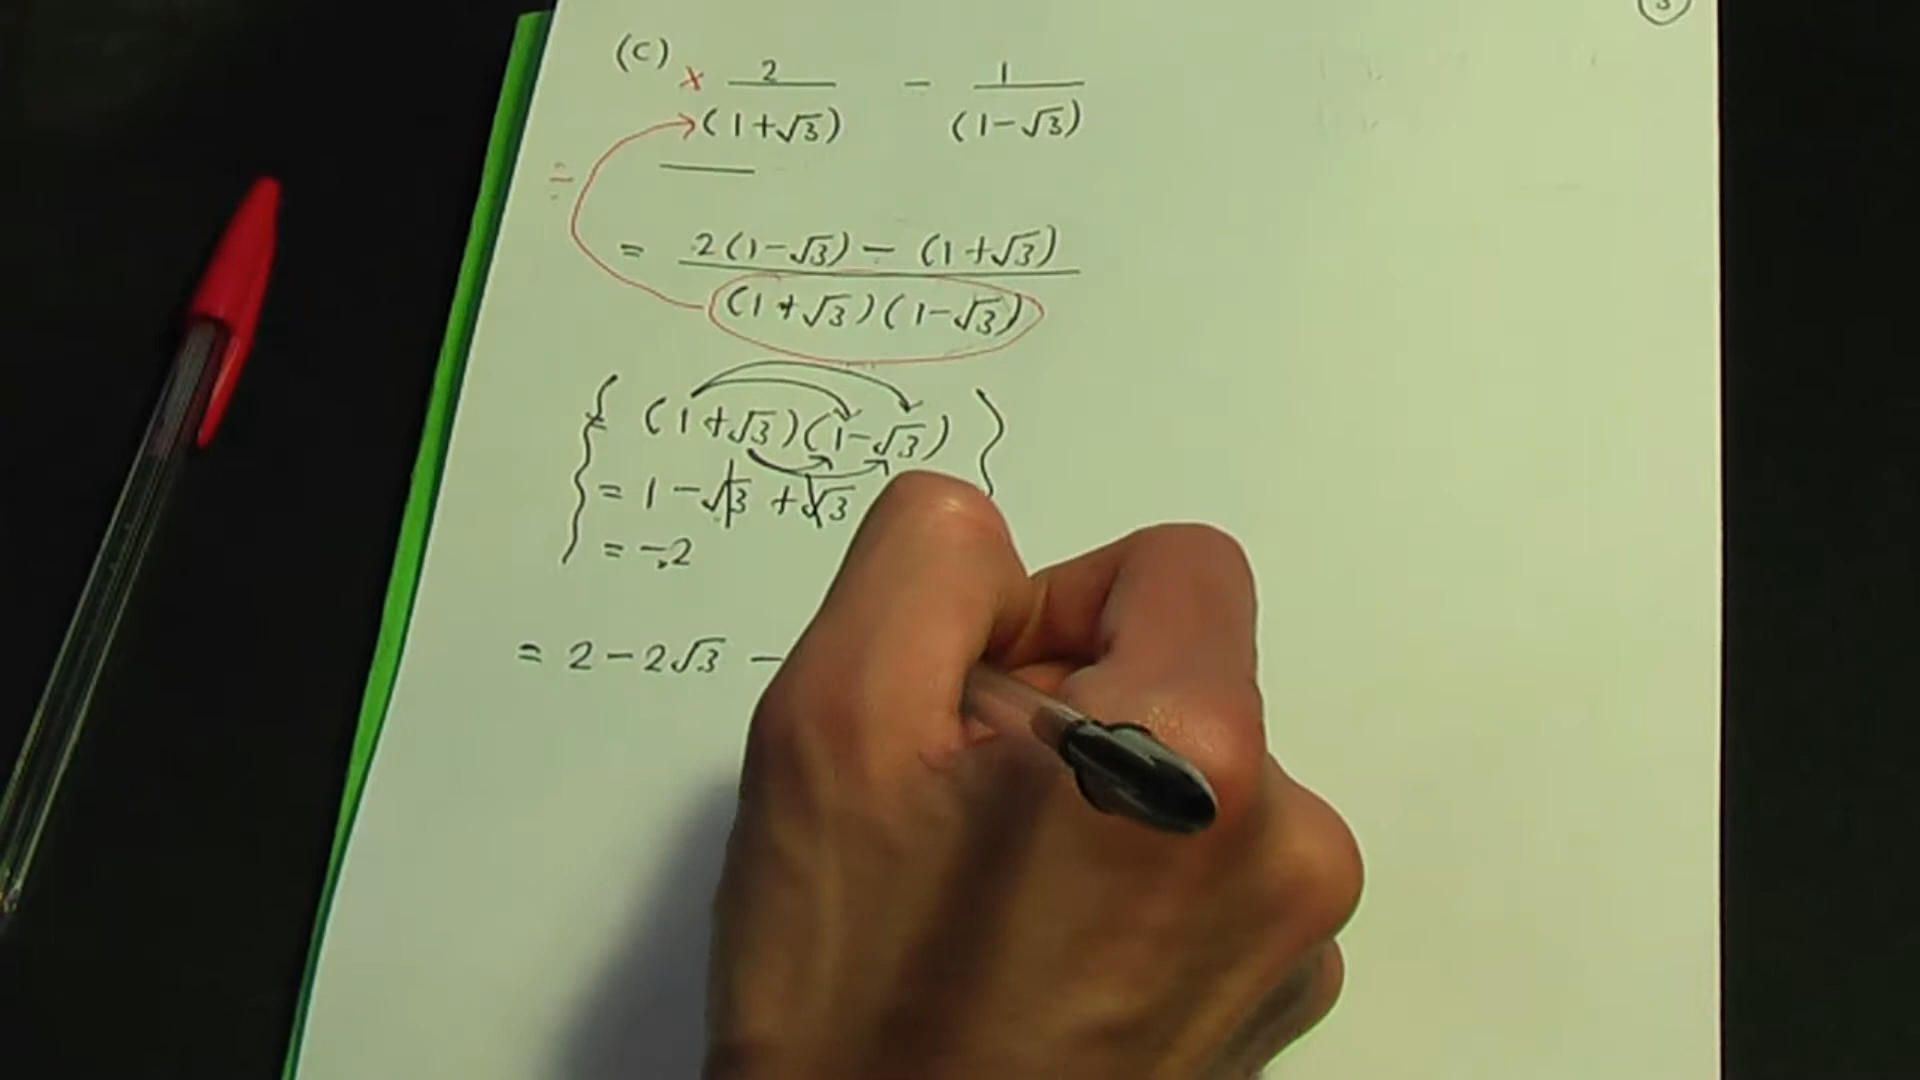 3
(C) × 2/(1+√3) - 1/(1-√3)
÷
= 2(1-√3) - (1+√3)
(1+√3)(1-√3)
(1+√3)(1-√3)
= 1 - √3 + √3
= -2
= 2 - 2√3 -